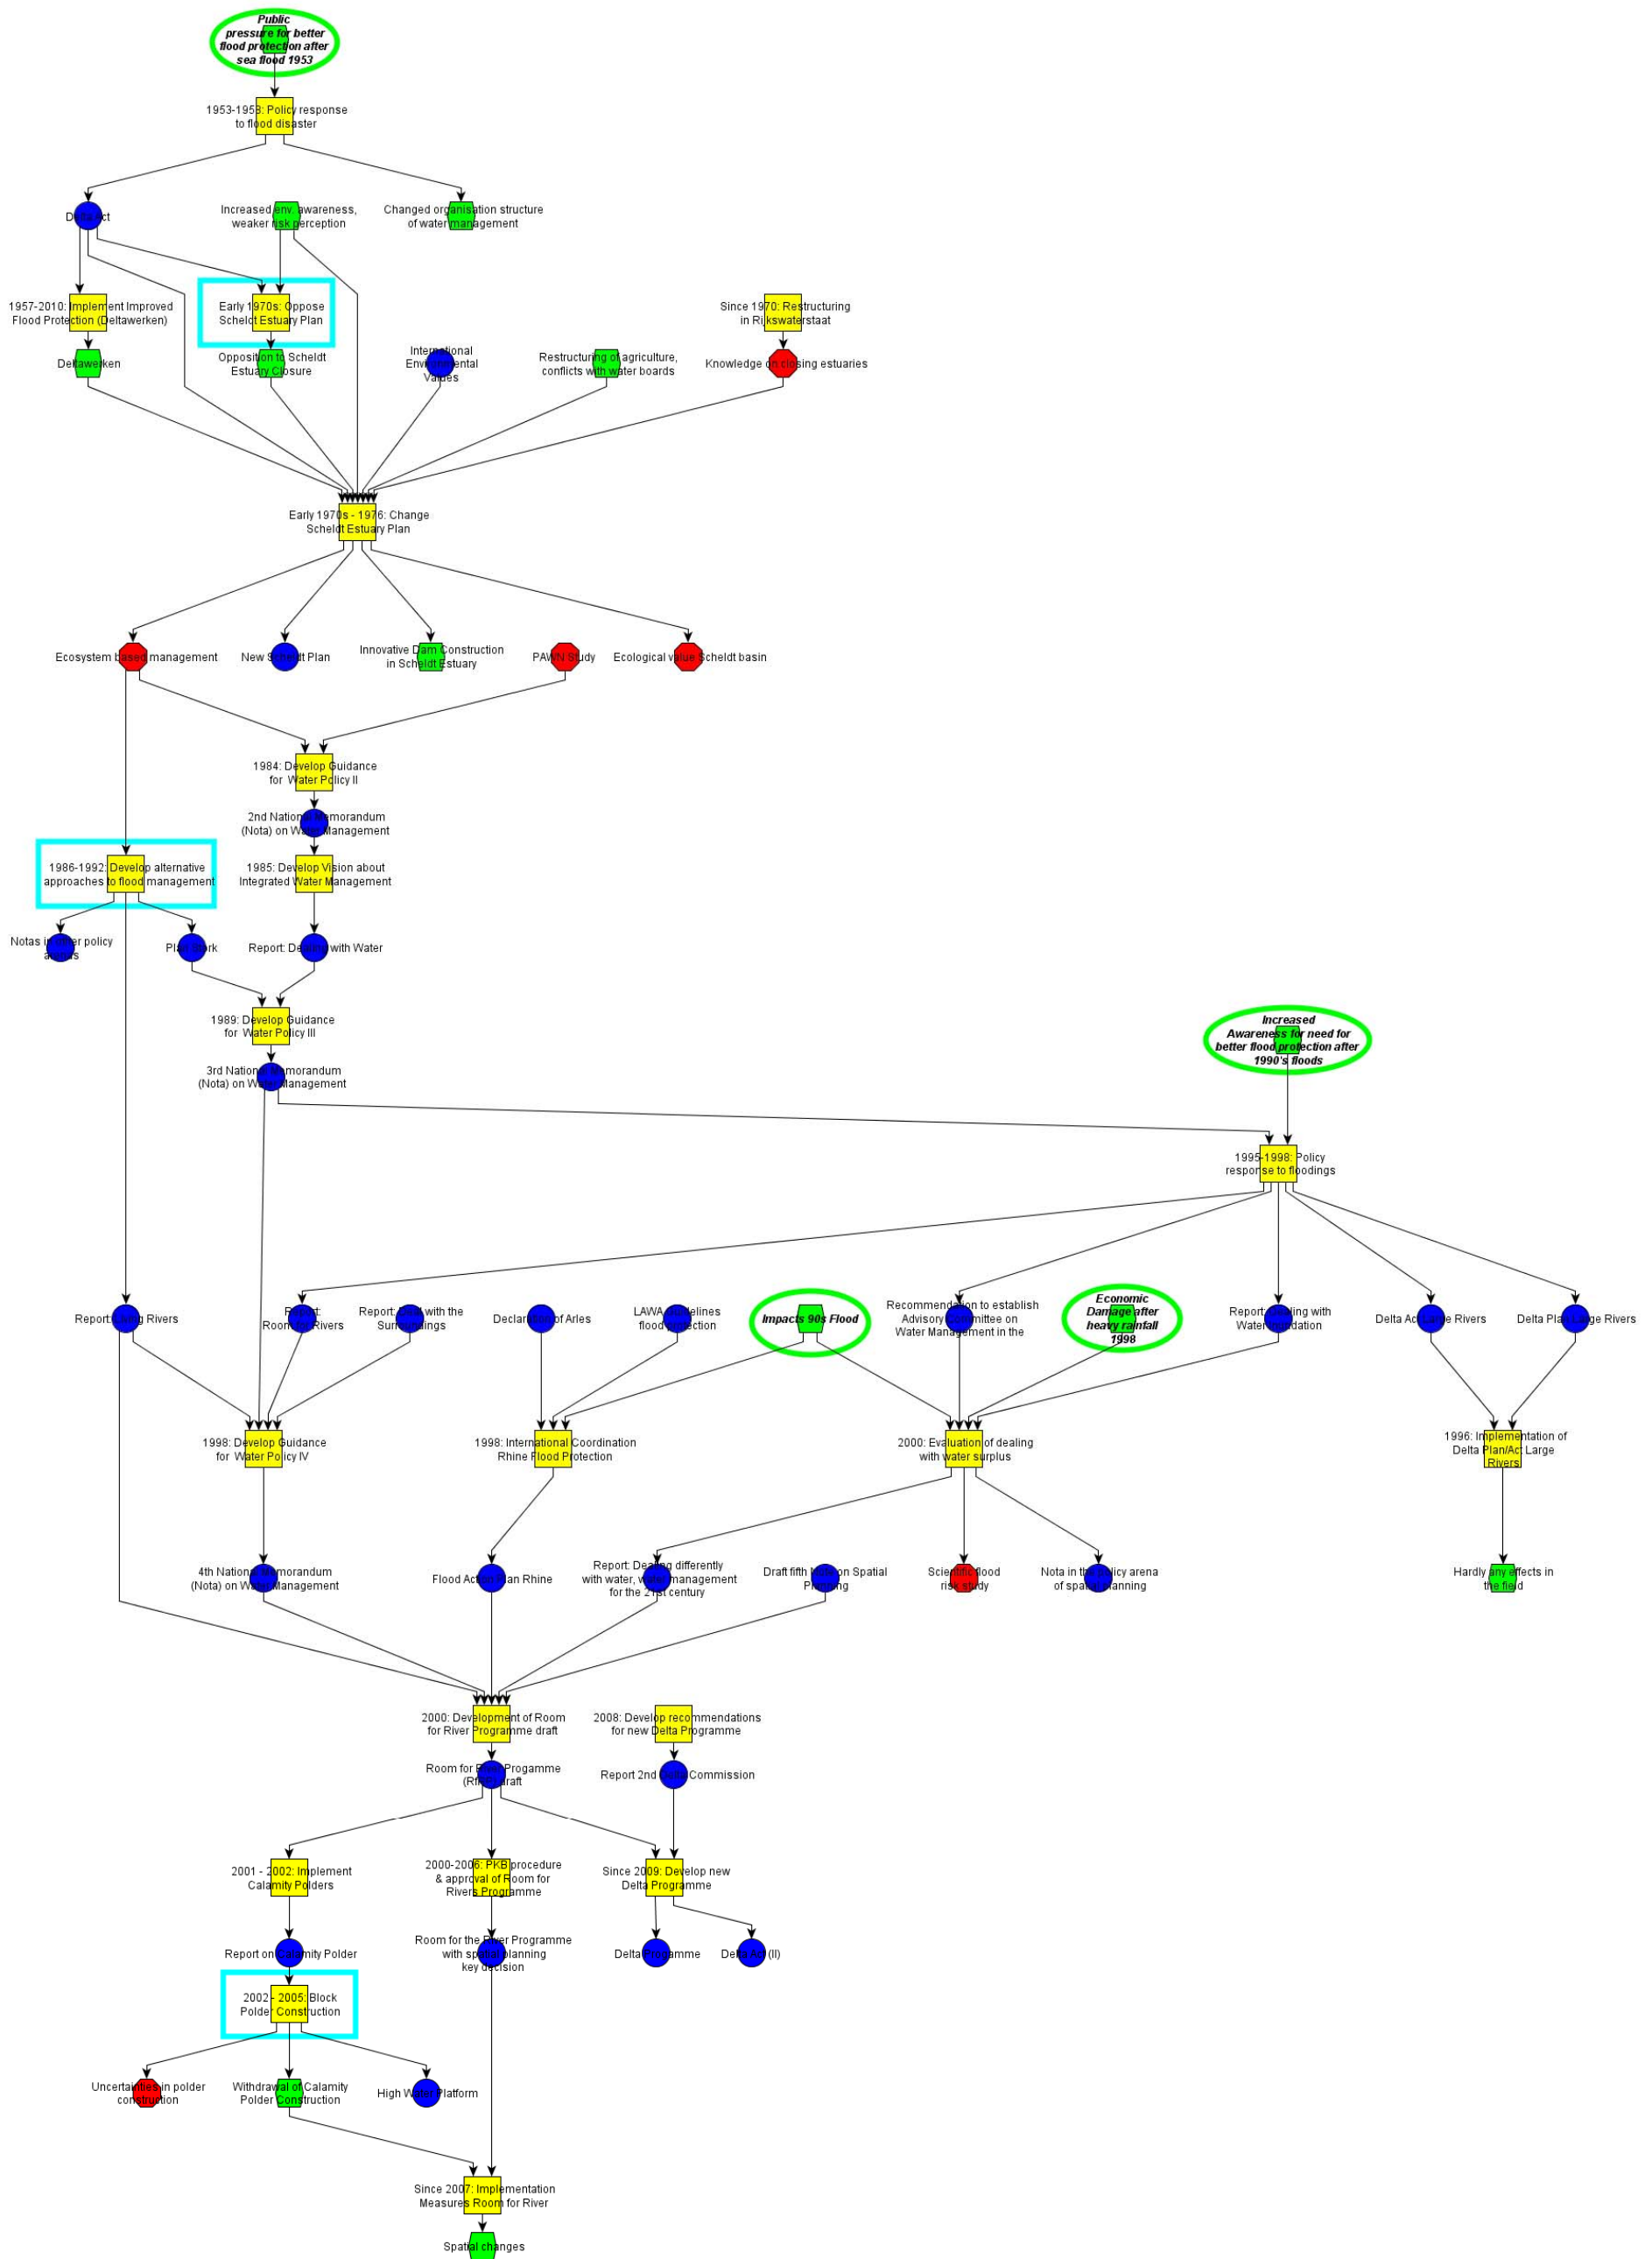 Public
pressure for better
flood protection after
sea flood 1953
1953-1958: Policy response
to flood disaster
Delta Act
Increased env. awareness,
weaker risk perception
Changed organisation structure
of water management
1957-2010: Implement Improved
Flood Protection (Deltawerken)
Early 1970s: Oppose
Scheldt Estuary Plan
Since 1970: Restructuring
in Rijkswaterstaat
Deltawerken
Opposition to Scheldt
Estuary Closure
International
Environmental
Values
Restructuring of agriculture,
conflicts with water boards
Knowledge on closing estuaries
Early 1970s - 1976: Change
Scheldt Estuary Plan
Ecosystem based management
New Scheldt Plan
Innovative Dam Construction
in Scheldt Estuary
PAWN Study
Ecological value Scheldt basin
1984: Develop Guidance
for Water Policy II
2nd National Memorandum
(Nota) on Water Management
1986-1992: Develop alternative
approaches to flood management
1985: Develop Vision about
Integrated Water Management
Notas in other policy
arenas
Plan Stork
Report: Dealing with Water
1989: Develop Guidance
for Water Policy III
3rd National Memorandum
(Nota) on Water Management
Increased
Awareness for need for
better flood protection after
1990's floods
1995-1998: Policy
response to floodings
Report: Living Rivers
Report:
Room for Rivers
Report: Deal with the
Surroundings
Declaration of Arles
LAWA Guidelines
flood protection
Impacts 90s Flood
Recommendation to establish
Advisory Committee on
Water Management in the
Economic
Damage after
heavy rainfall
1998
Report: Dealing with
Water Inundation
Delta Act Large Rivers
Delta Plan Large Rivers
1998: Develop Guidance
for Water Policy IV
1998: International Coordination
Rhine Flood Protection
2000: Evaluation of dealing
with water surplus
1996: Implementation of
Delta Plan/Act Large
Rivers
4th National Memorandum
(Nota) on Water Management
Flood Action Plan Rhine
Report: Dealing differently
with water, water management
for the 21st century
Draft fifth Note on Spatial
Planning
Scientific flood
risk study
Nota in the policy arena
of spatial planning
Hardly any effects in
the field
2000: Development of Room
for River Programme draft
2008: Develop recommendations
for new Delta Programme
Room for River Progamme
(RfRP) draft
Report 2nd Delta Commission
2001 - 2002: Implement
Calamity Polders
2000-2006: PKB procedure
& approval of Room for
Rivers Programme
Since 2009: Develop new
Delta Programme
Report on Calamity Polder
Room for the River Programme
with spatial planning
key decision
Delta Progamme
Delta Act (II)
2002 - 2005: Block
Polder Construction
Uncertainties in polder
construction
Withdrawal of Calamity
Polder Construction
High Water Platform
Since 2007: Implementation
Measures Room for River
Spatial changes